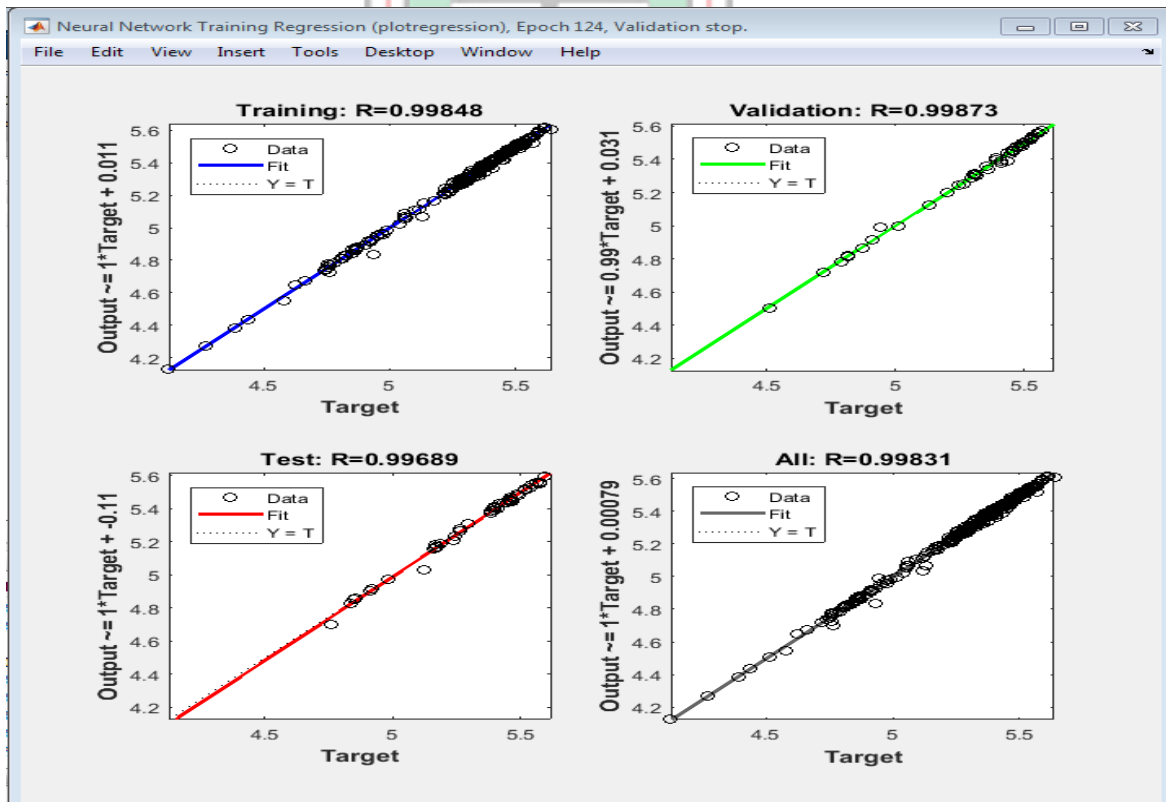 Neural Network Training Regression (plotregression), Epoch 124, Validation stop.
File Edit View Insert Tools Desktop Window Help
Training: R=0.99848
Output ~= 1*Target + 0.011
5.6
5.4
5.2
5
4.8
4.6
4.4
4.2
Data
Fit
Y = T
4.5 5 5.5
Target
Validation: R=0.99873
Output ~= 0.99*Target + 0.031
5.6
5.4
5.2
5
4.8
4.6
4.4
4.2
Data
Fit
Y = T
4.5 5 5.5
Target
Test: R=0.99689
Output ~= 1*Target + -0.11
5.6
5.4
5.2
5
4.8
4.6
4.4
4.2
Data
Fit
Y = T
4.5 5 5.5
Target
All: R=0.99831
Output ~= 1*Target + 0.00079
5.6
5.4
5.2
5
4.8
4.6
4.4
4.2
Data
Fit
Y = T
4.5 5 5.5
Target